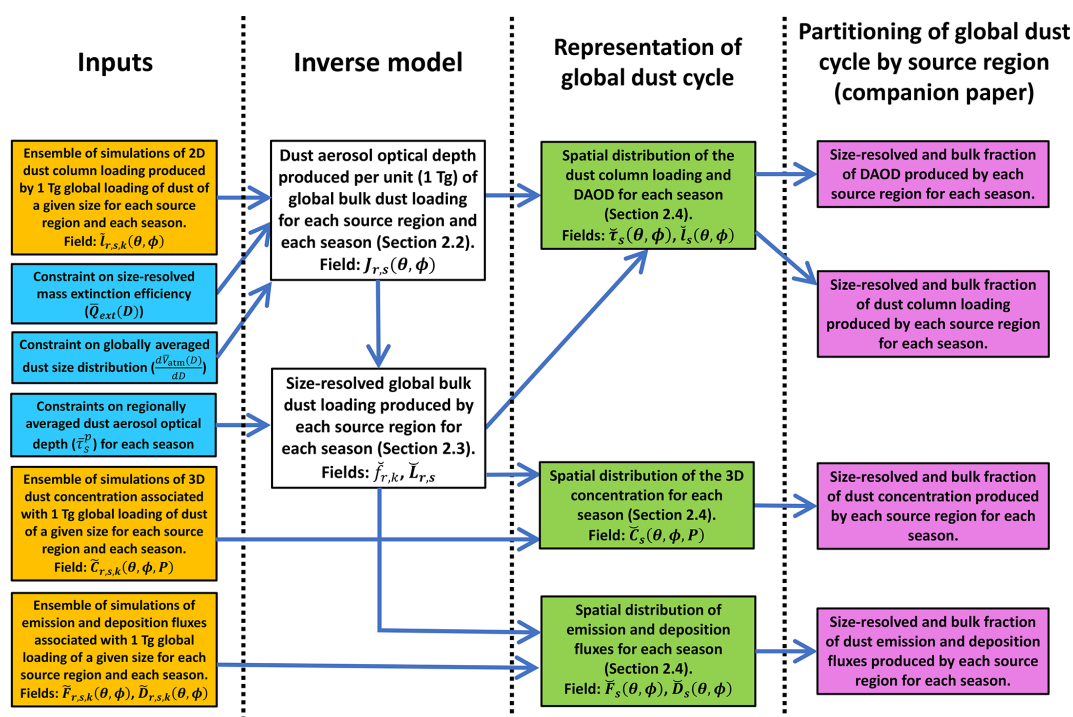 Inputs
Inverse model
Representation of
global dust cycle
Partitioning of global dust
cycle by source region
(companion paper)
Ensemble of simulations of 2D
dust column loading produced
by 1 Tg global loading of dust of
a given size for each source
region and each season.
Field: l̃_{r,s,k}(θ, ϕ)
Constraint on size-resolved
mass extinction efficiency
(Q̅_{ext}(D))
Constraint on globally averaged
dust size distribution (dV̅_{atm}(D)/dD)
Constraints on regionally
averaged dust aerosol optical
depth (τ̅_s^p) for each season
Ensemble of simulations of 3D
dust concentration associated
with 1 Tg global loading of dust
of a given size for each source
region and each season.
Field: C̃_{r,s,k}(θ, ϕ, P)
Ensemble of simulations of
emission and deposition fluxes
associated with 1 Tg global
loading of a given size for each
source region and each season.
Fields: F̃_{r,s,k}(θ, ϕ), D̃_{r,s,k}(θ, ϕ)
Dust aerosol optical depth
produced per unit (1 Tg) of
global bulk dust loading
for each source region and
each season (Section 2.2).
Field: J_{r,s}(θ, ϕ)
Size-resolved global bulk
dust loading produced by
each source region for
each season (Section 2.3).
Fields: f̆_{r,k}, L̆_{r,s}
Spatial distribution of the
dust column loading and
DAOD for each season
(Section 2.4).
Fields: τ̆_s(θ, ϕ), l̆_s(θ, ϕ)
Spatial distribution of the 3D
concentration for each
season (Section 2.4).
Field: C̆_s(θ, ϕ, P)
Spatial distribution of
emission and deposition
fluxes for each season
(Section 2.4).
Field: F̆_s(θ, ϕ), D̆_s(θ, ϕ)
Size-resolved and bulk fraction
of DAOD produced by each
source region for each season.
Size-resolved and bulk fraction
of dust column loading
produced by each source region
for each season.
Size-resolved and bulk fraction
of dust concentration produced
by each source region for each
season.
Size-resolved and bulk fraction
of dust emission and deposition
fluxes produced by each source
region for each season.